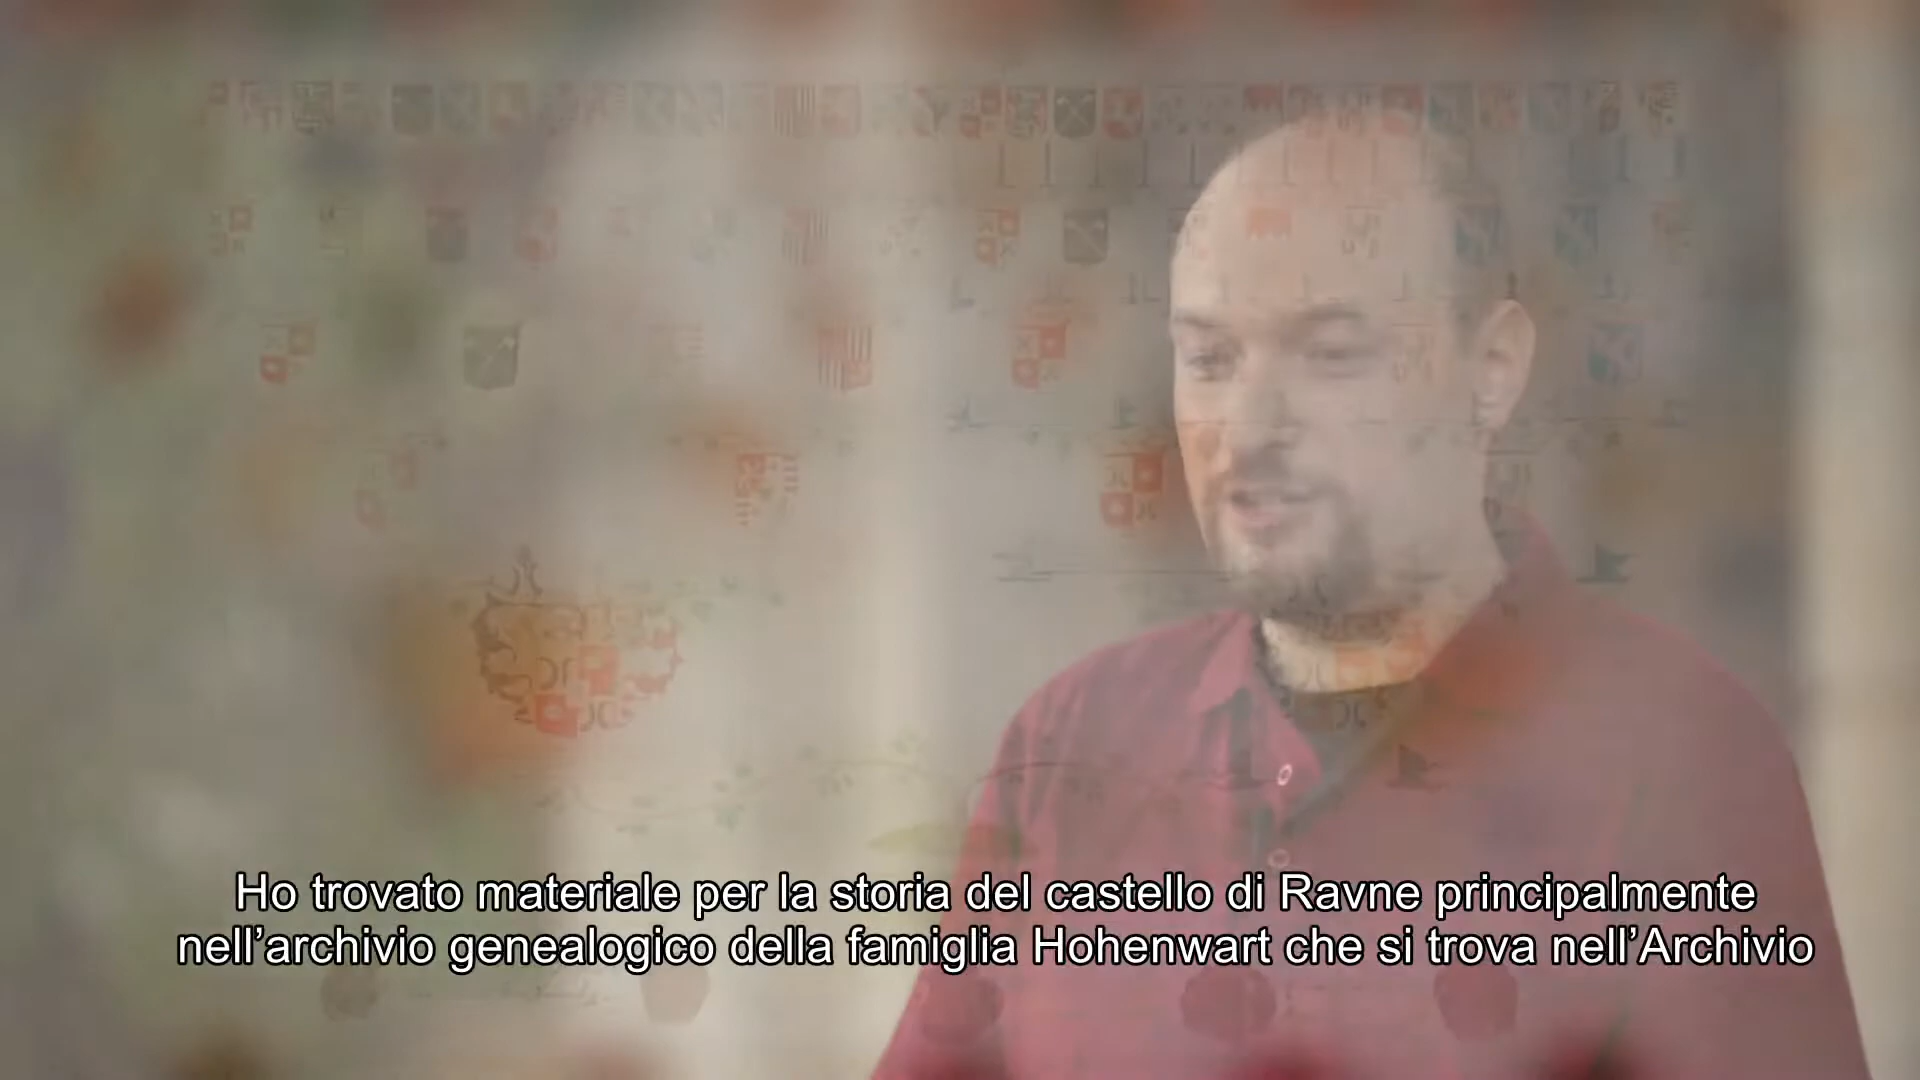 Ho trovato materiale per la storia del castello di Ravne principalmente
nell’archivio genealogico della famiglia Hohenwart che si trova nell’Archivio